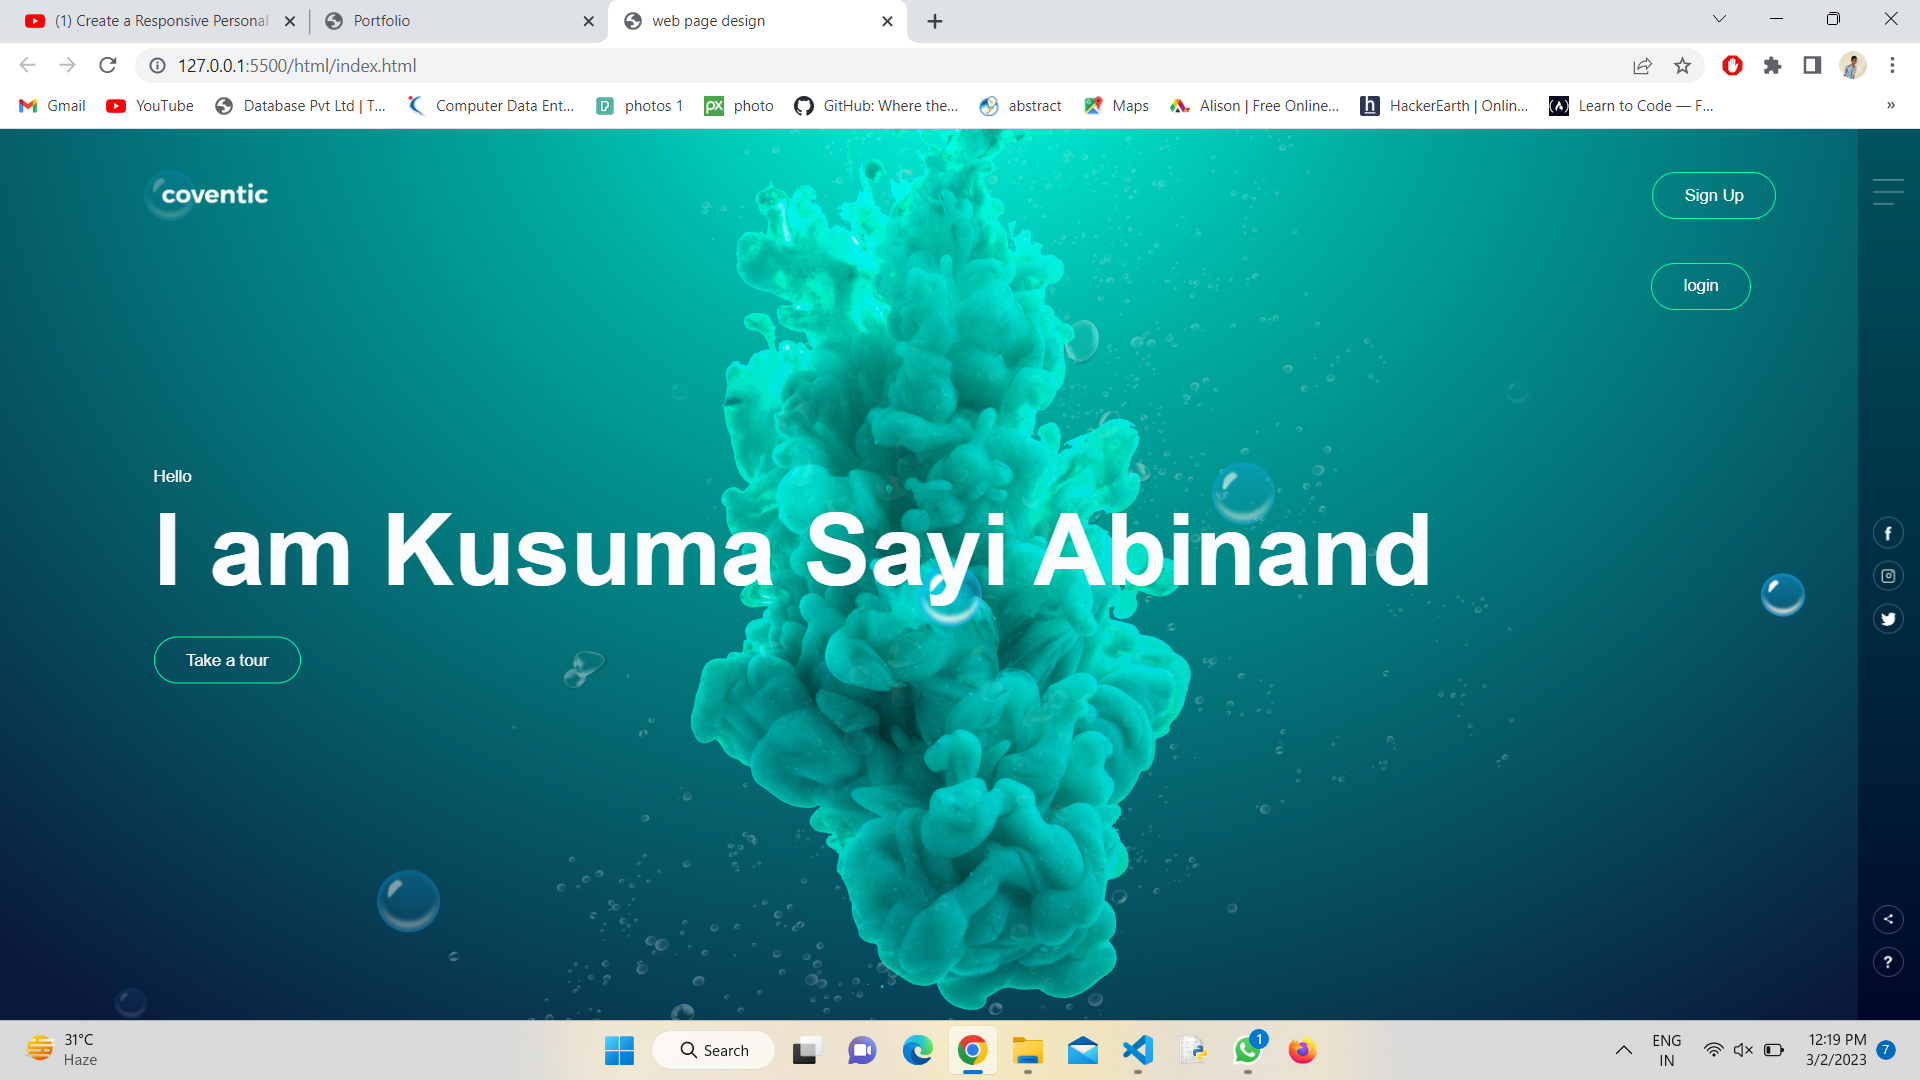 (1) Create a Responsive Personal
Portfolio
web page design
127.0.0.1:5500/html/index.html
Gmail
YouTube
Database Pvt Ltd | T...
Computer Data Ent...
photos 1
px photo
GitHub: Where the...
abstract
Maps
Alison | Free Online...
h HackerEarth | Onlin...
Learn to Code — F...
»
coventic
Sign Up
login
Hello
I am Kusuma Sayi Abinand
Take a tour
?
31°C
Haze
Search
1
ENG
IN
12:19 PM
3/2/2023
7